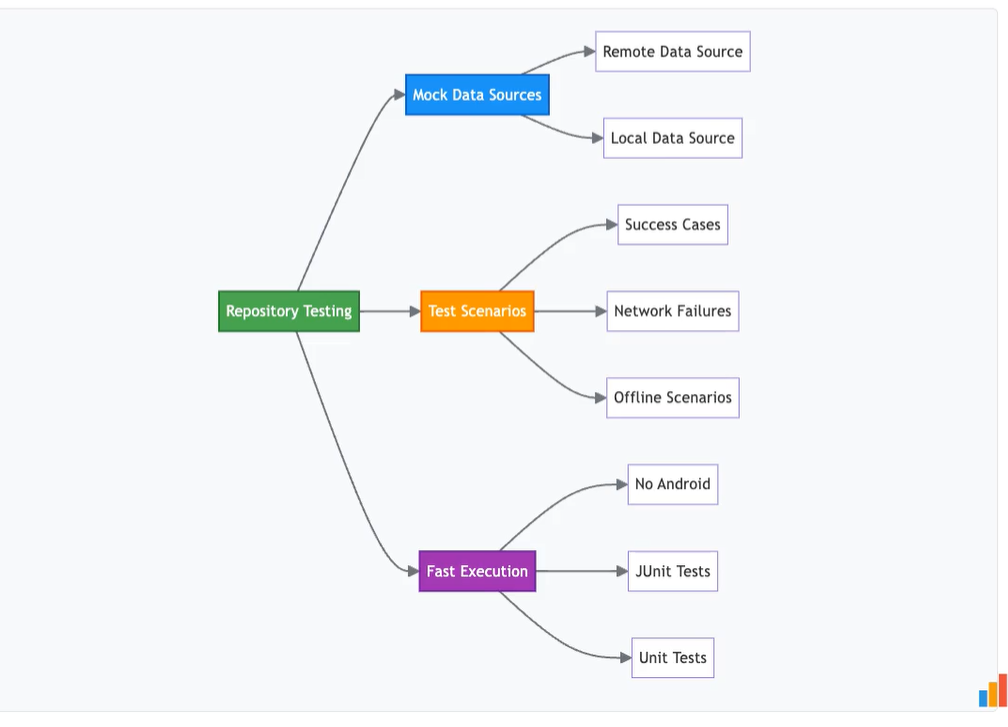 Remote Data Source
Mock Data Sources
Local Data Source
Success Cases
Repository Testing
Test Scenarios
Network Failures
Offline Scenarios
No Android
Fast Execution
JUnit Tests
Unit Tests